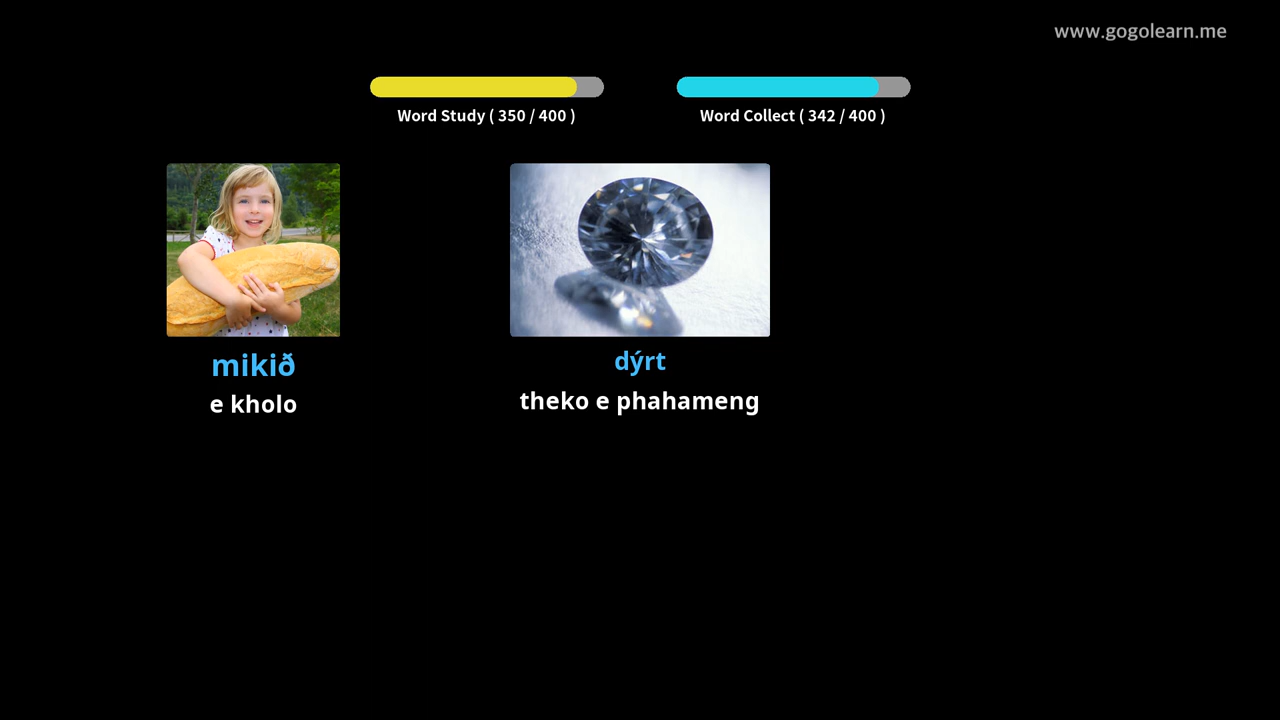 www.gogolearn.me
Word Study ( 350 / 400 )
Word Collect ( 342 / 400 )
mikið
e kholo
dýrt
theko e phahameng